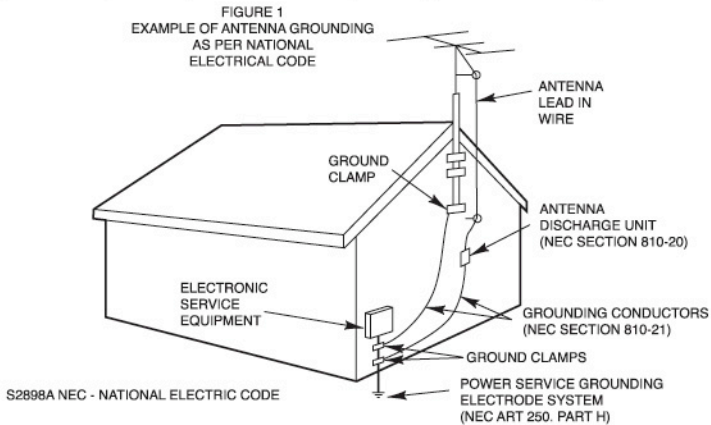 FIGURE 1
EXAMPLE OF ANTENNA GROUNDING
AS PER NATIONAL
ELECTRICAL CODE
ANTENNA
LEAD IN
WIRE
GROUND
CLAMP
ANTENNA
DISCHARGE UNIT
(NEC SECTION 810-20)
ELECTRONIC
SERVICE
EQUIPMENT
GROUNDING CONDUCTORS
(NEC SECTION 810-21)
GROUND CLAMPS
POWER SERVICE GROUNDING
ELECTRODE SYSTEM
(NEC ART 250. PART H)
S2898A NEC - NATIONAL ELECTRIC CODE